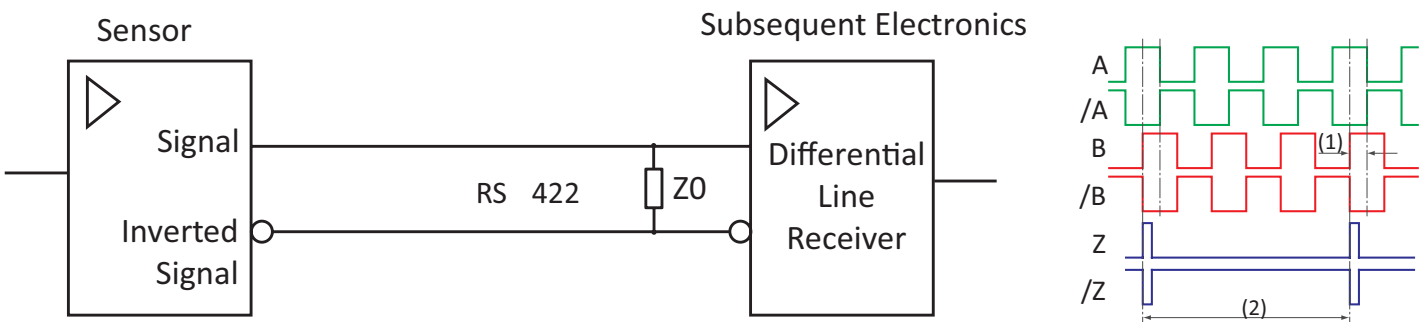 Sensor
Subsequent Electronics
Signal
Inverted
Signal
RS 422
Z0
Differential
Line
Receiver
A
/A
B
(1)
/B
Z
/Z
(2)